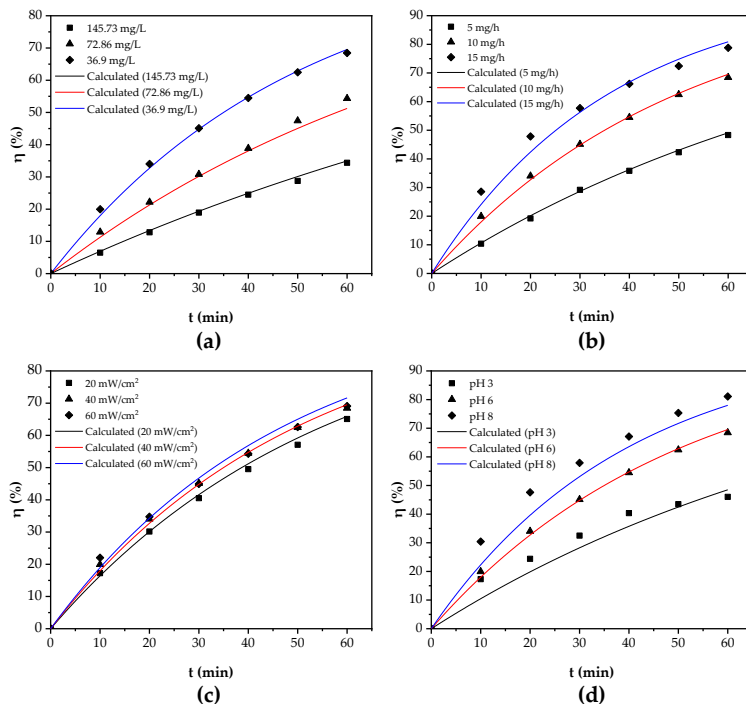 145.73 mg/L
72.86 mg/L
36.9 mg/L
Calculated (145.73 mg/L)
Calculated (72.86 mg/L)
Calculated (36.9 mg/L)
80
70
60
50
40
30
20
10
0
η (%)
0 10 20 30 40 50 60
t (min)
(a)
5 mg/h
10 mg/h
15 mg/h
Calculated (5 mg/h)
Calculated (10 mg/h)
Calculated (15 mg/h)
90
80
70
60
50
40
30
20
10
0
η (%)
0 10 20 30 40 50 60
t (min)
(b)
20 mW/cm²
40 mW/cm²
60 mW/cm²
Calculated (20 mW/cm²)
Calculated (40 mW/cm²)
Calculated (60 mW/cm²)
80
70
60
50
40
30
20
10
0
η (%)
0 10 20 30 40 50 60
t (min)
(c)
pH 3
pH 6
pH 8
Calculated (pH 3)
Calculated (pH 6)
Calculated (pH 8)
90
80
70
60
50
40
30
20
10
0
η (%)
0 10 20 30 40 50 60
t (min)
(d)